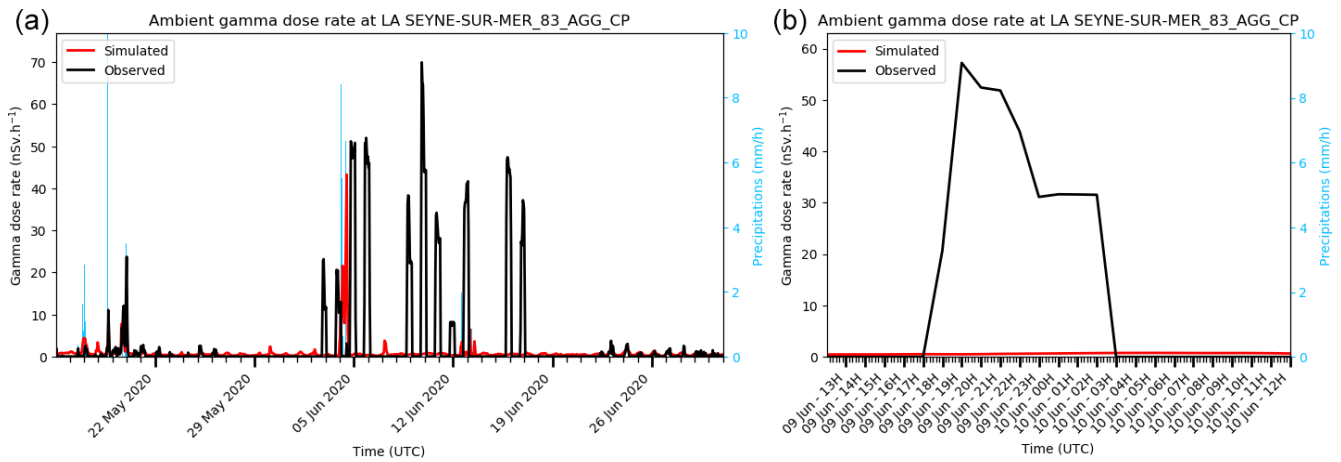 (a)
Ambient gamma dose rate at LA SEYNE-SUR-MER_83_AGG_CP
Simulated
Observed
Gamma dose rate (nSv.h⁻¹)
70
60
50
40
30
20
10
0
Precipitations (mm/h)
10
8
6
4
2
0
22 May 2020
29 May 2020
05 Jun 2020
12 Jun 2020
19 Jun 2020
26 Jun 2020
Time (UTC)
(b)
Ambient gamma dose rate at LA SEYNE-SUR-MER_83_AGG_CP
Simulated
Observed
Gamma dose rate (nSv.h⁻¹)
60
50
40
30
20
10
0
Precipitations (mm/h)
10
8
6
4
2
0
09 Jun - 13H
09 Jun - 14H
09 Jun - 15H
09 Jun - 16H
09 Jun - 17H
09 Jun - 18H
09 Jun - 19H
09 Jun - 20H
09 Jun - 21H
09 Jun - 22H
09 Jun - 23H
10 Jun - 00H
10 Jun - 01H
10 Jun - 02H
10 Jun - 03H
10 Jun - 04H
10 Jun - 05H
10 Jun - 06H
10 Jun - 07H
10 Jun - 08H
10 Jun - 09H
10 Jun - 10H
10 Jun - 11H
10 Jun - 12H
Time (UTC)